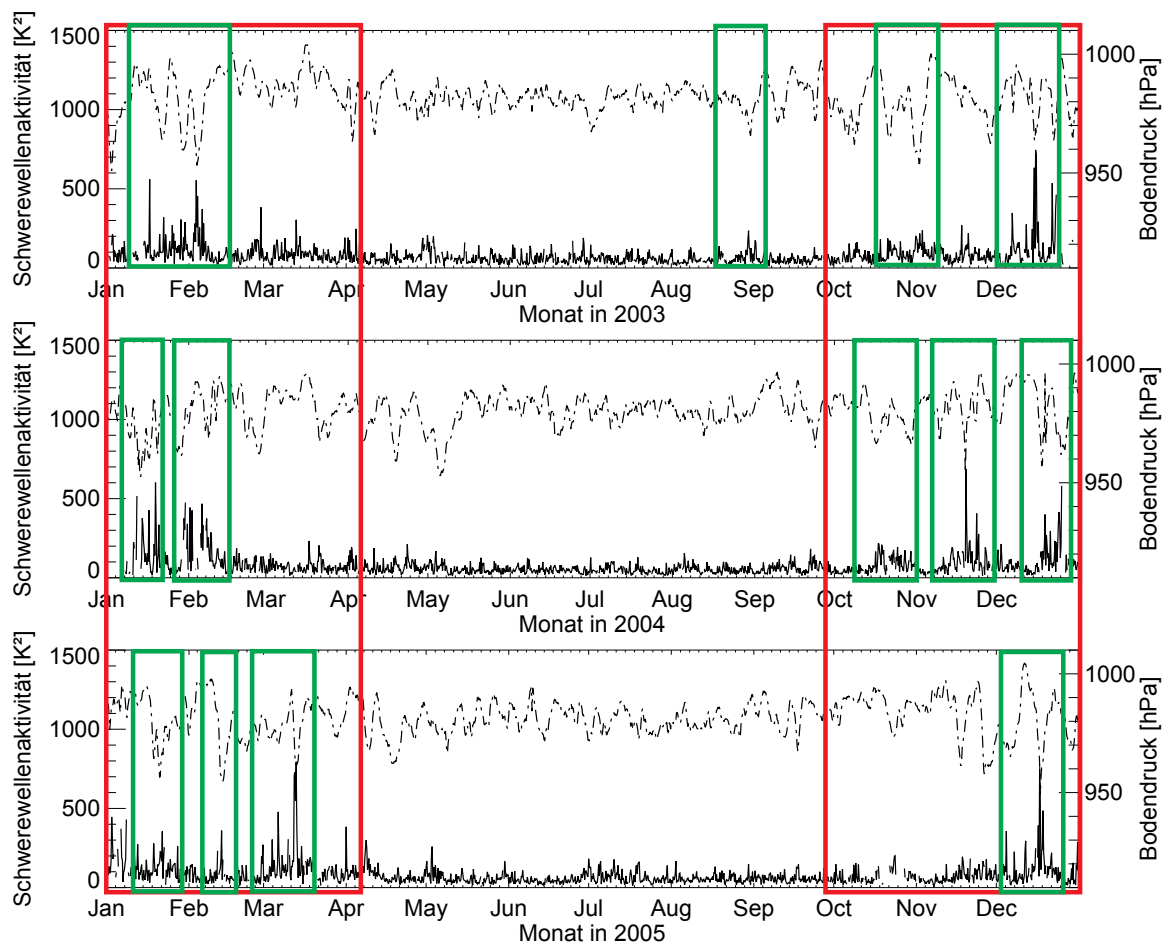 Schwerewellenaktivität [K²]
1500
1000
500
0
1000
950
Bodendruck [hPa]
Jan Feb Mar Apr May Jun Jul Aug Sep Oct Nov Dec
Monat in 2003
Schwerewellenaktivität [K²]
1500
1000
500
0
1000
950
Bodendruck [hPa]
Jan Feb Mar Apr May Jun Jul Aug Sep Oct Nov Dec
Monat in 2004
Schwerewellenaktivität [K²]
1500
1000
500
0
1000
950
Bodendruck [hPa]
Jan Feb Mar Apr May Jun Jul Aug Sep Oct Nov Dec
Monat in 2005